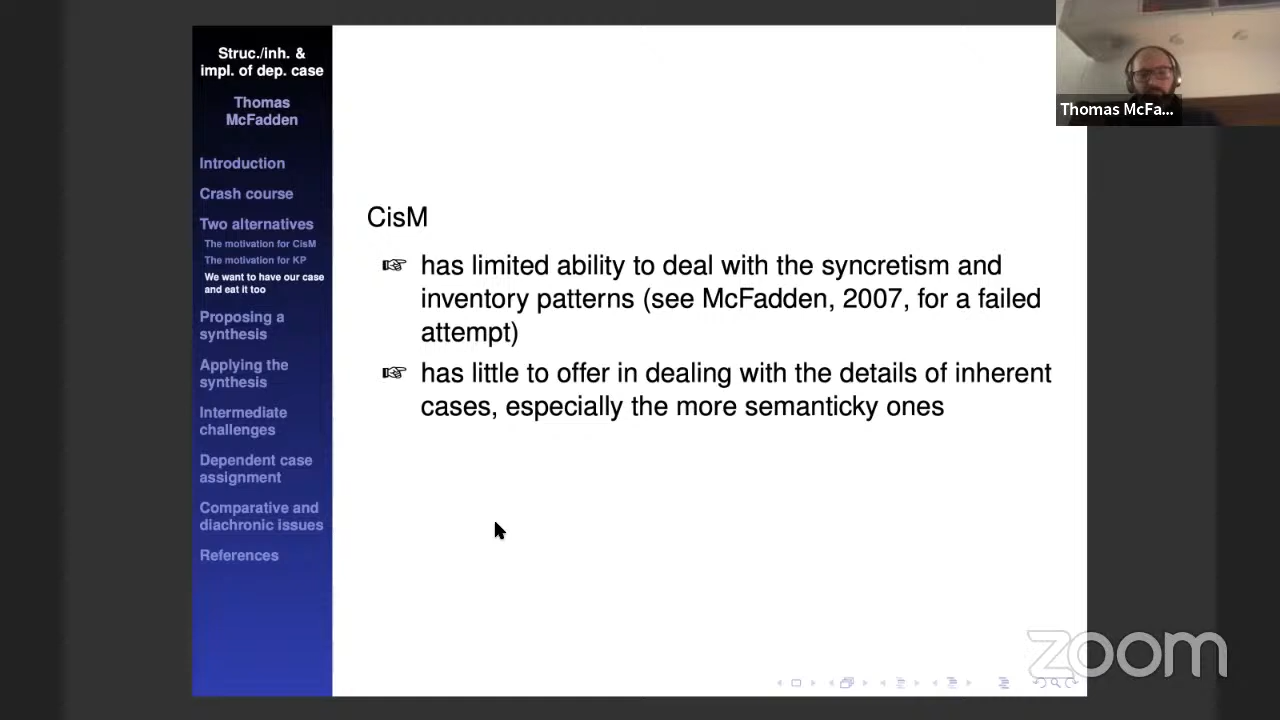 Struc./inh. &
impl. of dep. case
Thomas
McFadden
Introduction
Crash course
Two alternatives
The motivation for CisM
The motivation for KP
We want to have our case
and eat it too
Proposing a
synthesis
Applying the
synthesis
Intermediate
challenges
Dependent case
assignment
Comparative and
diachronic issues
References
CisM
☞ has limited ability to deal with the syncretism and
inventory patterns (see McFadden, 2007, for a failed
attempt)
☞ has little to offer in dealing with the details of inherent
cases, especially the more semanticky ones
Thomas McFa...
zoom